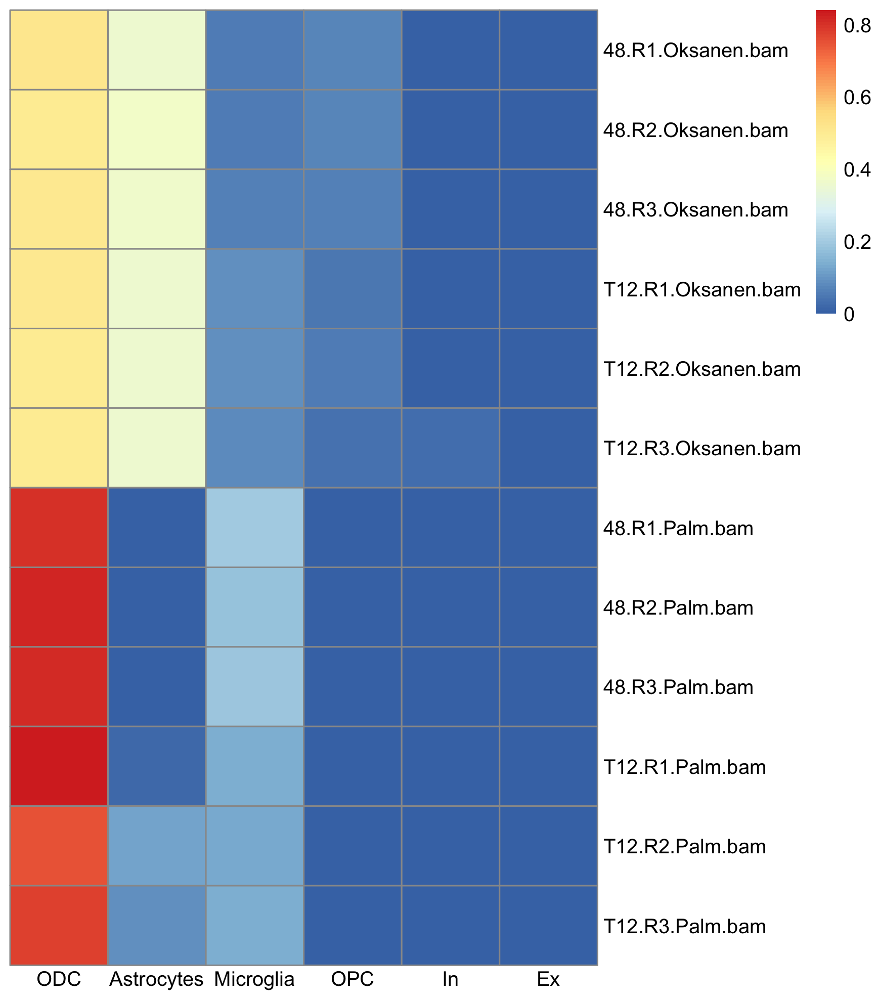 0.8
48.R1.Oksanen.bam
0.6
48.R2.Oksanen.bam
0.4
48.R3.Oksanen.bam
0.2
T12.R1.Oksanen.bam
0
T12.R2.Oksanen.bam
T12.R3.Oksanen.bam
48.R1.Palm.bam
48.R2.Palm.bam
48.R3.Palm.bam
T12.R1.Palm.bam
T12.R2.Palm.bam
T12.R3.Palm.bam
ODC Astrocytes Microglia OPC In Ex